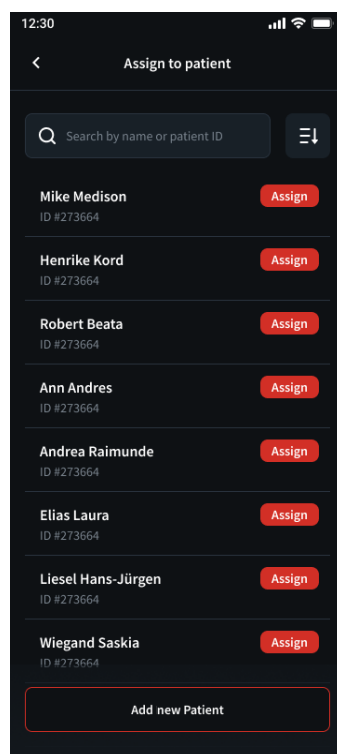 12:30
Assign to patient
Search by name or patient ID
Mike Medison
Assign
ID #273664
Henrike Kord
Assign
ID #273664
Robert Beata
Assign
ID #273664
Ann Andres
Assign
ID #273664
Andrea Raimunde
Assign
ID #273664
Elias Laura
Assign
ID #273664
Liesel Hans-Jürgen
Assign
ID #273664
Wiegand Saskia
Assign
ID #273664
Add new Patient